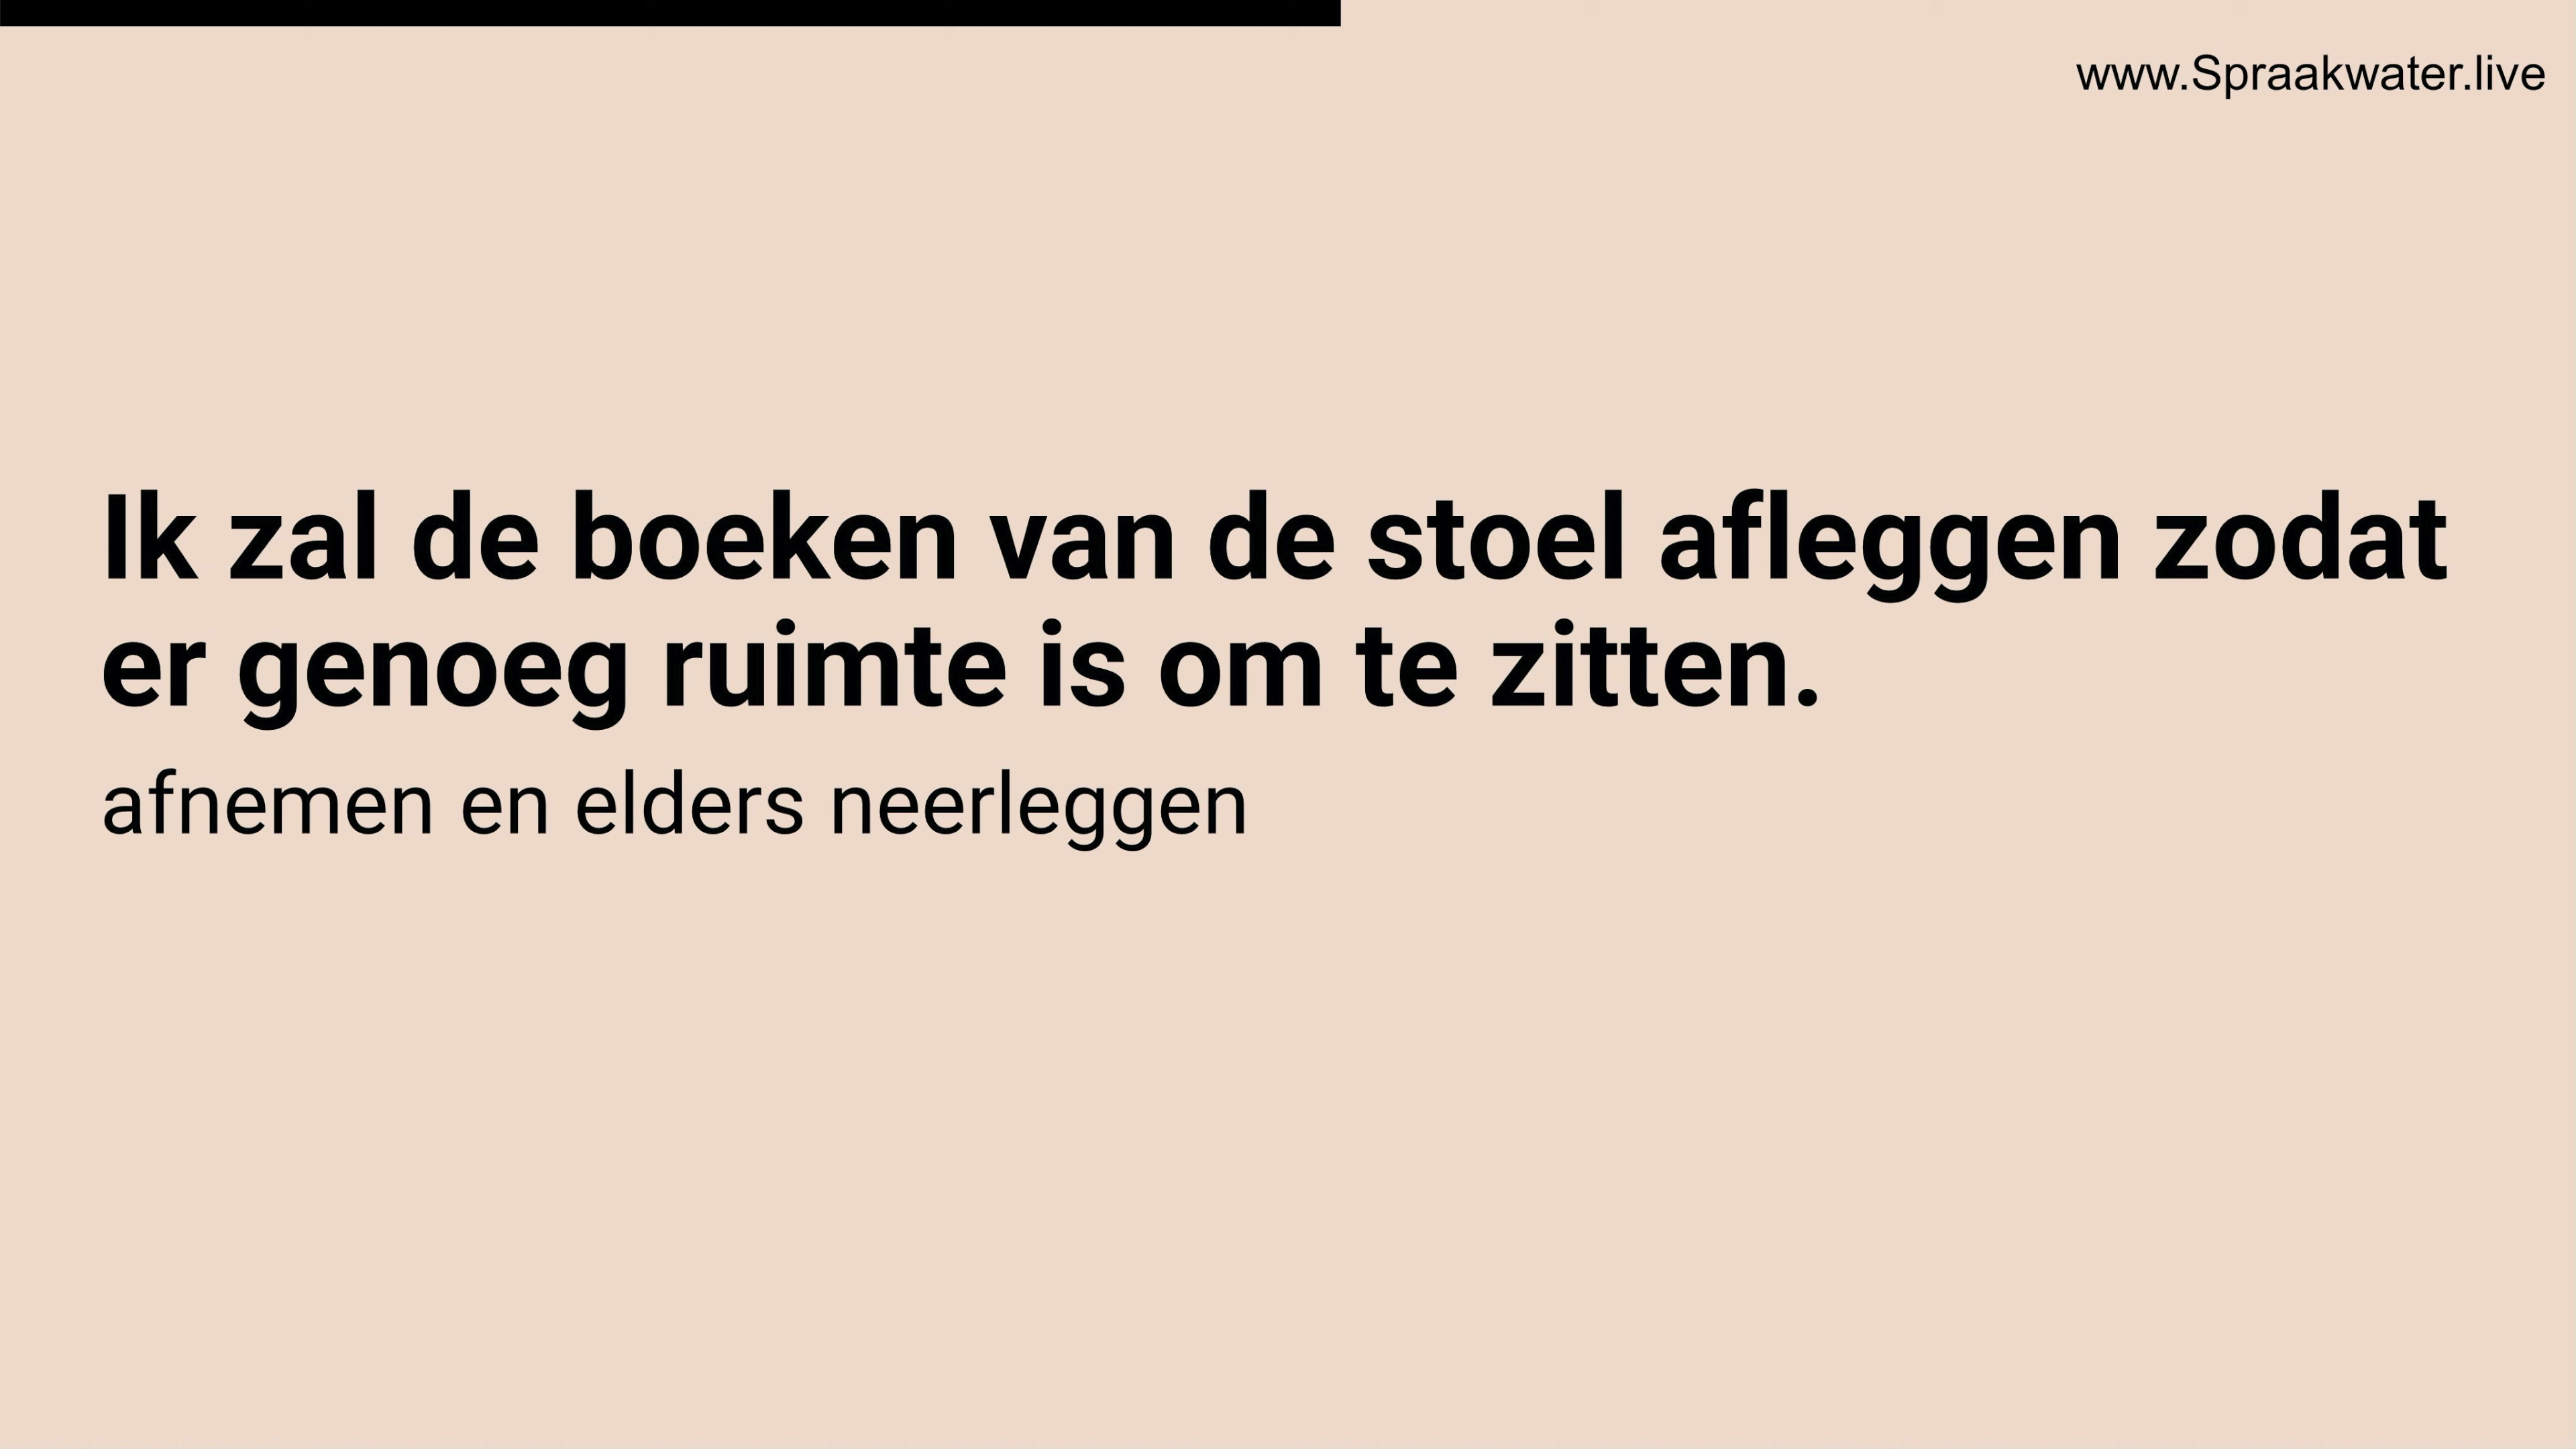 www.Spraakwater.live
Ik zal de boeken van de stoel afleggen zodat
er genoeg ruimte is om te zitten.
afnemen en elders neerleggen